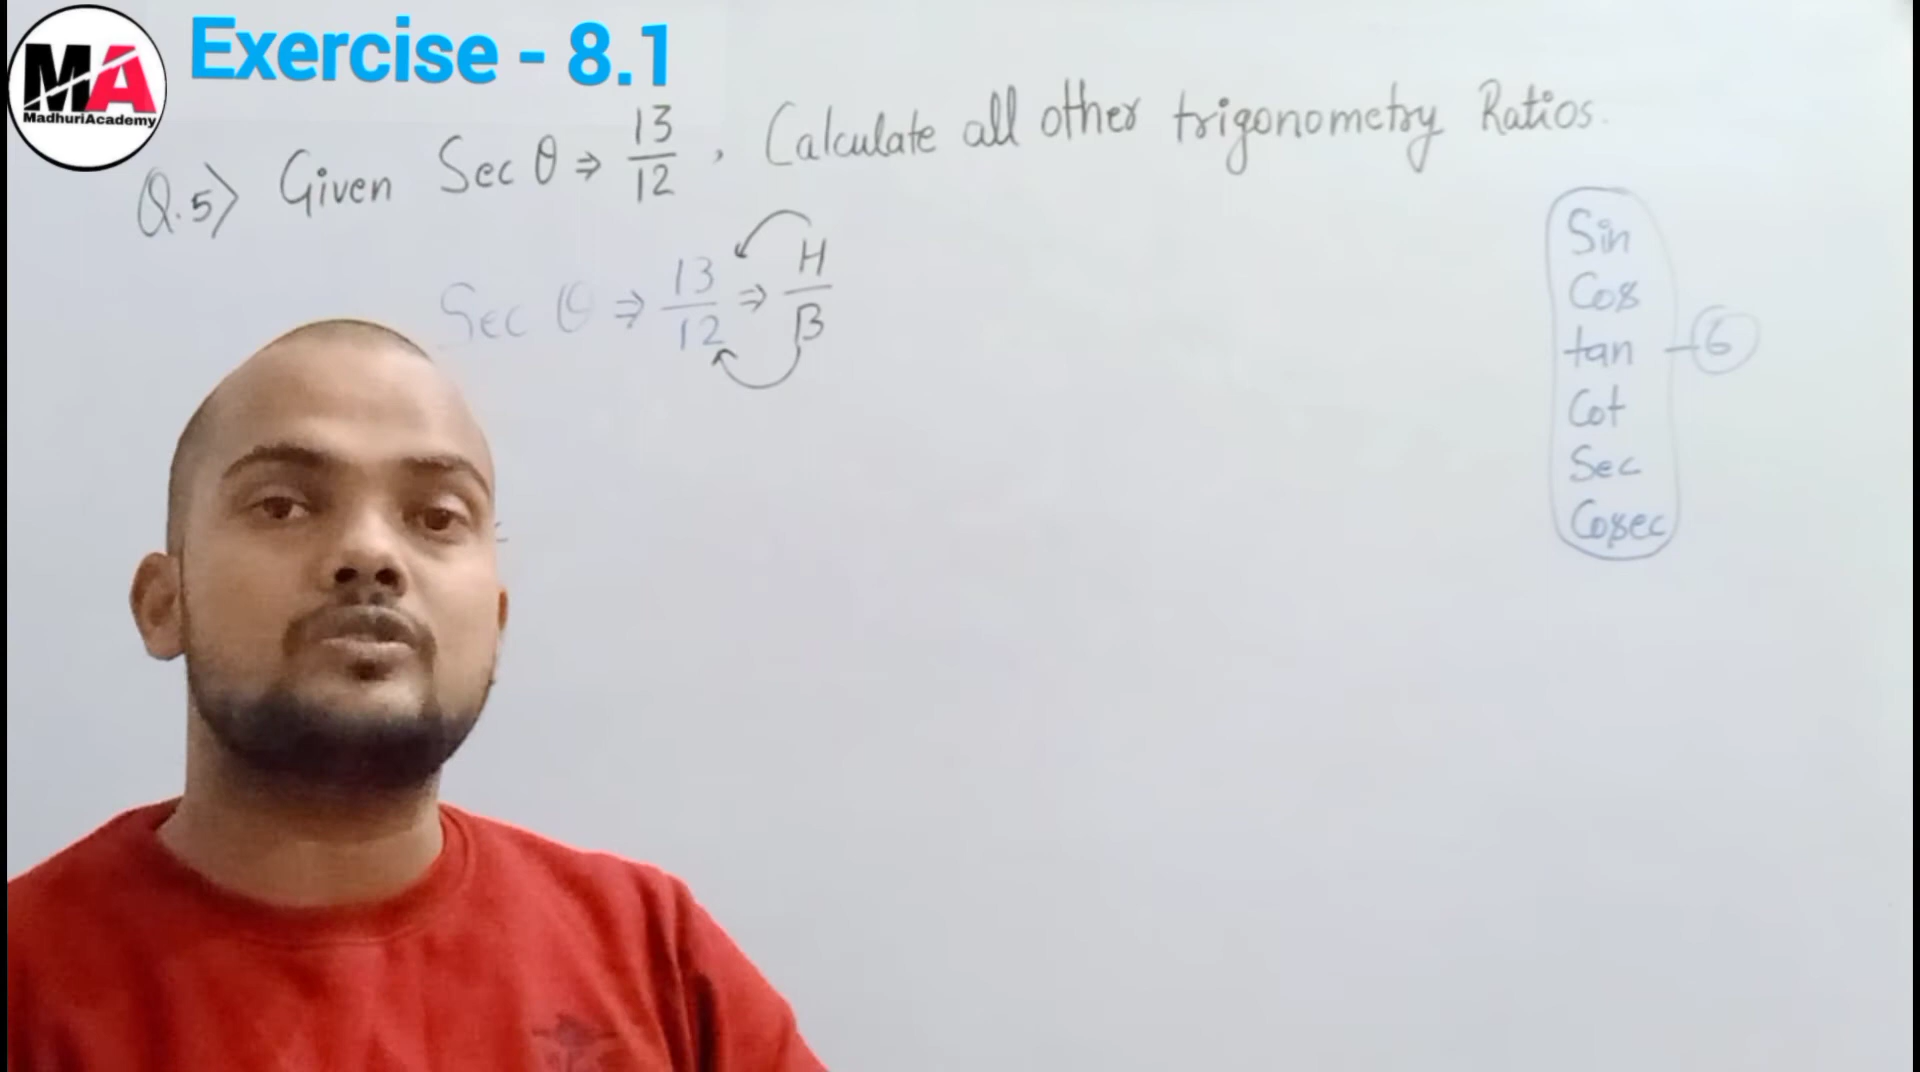 MA
MadhuriAcademy
Exercise - 8.1
Q.5> Given Sec θ ⇒ 13/12, Calculate all other trigonometry Ratios.
Sec θ ⇒ 13/12 ⇒ H/B
Sin
Cos
tan - 6
Cot
Sec
Cosec